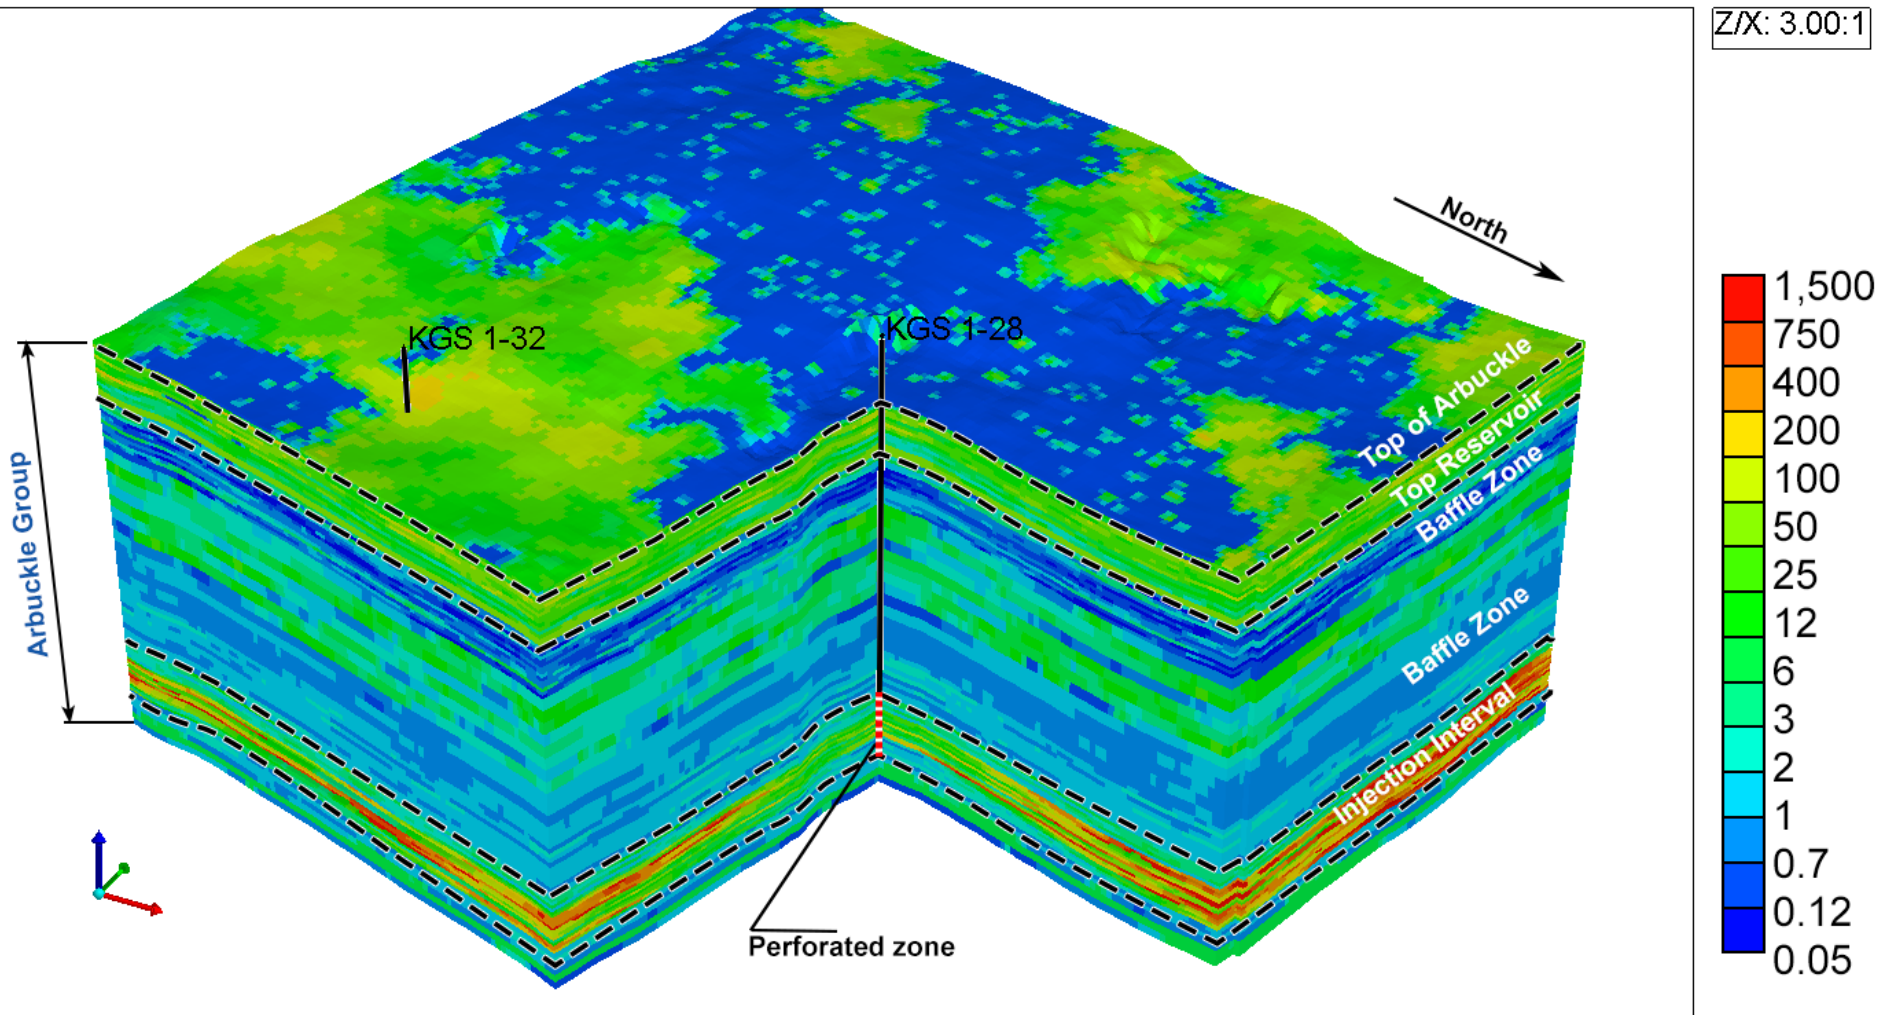 Z/X: 3.00:1
North
KGS 1-32
KGS 1-28
Top of Arbuckle
Top Reservoir
Baffle Zone
Baffle Zone
Injection Interval
Arbuckle Group
Perforated zone
1,500
750
400
200
100
50
25
12
6
3
2
1
0.7
0.12
0.05